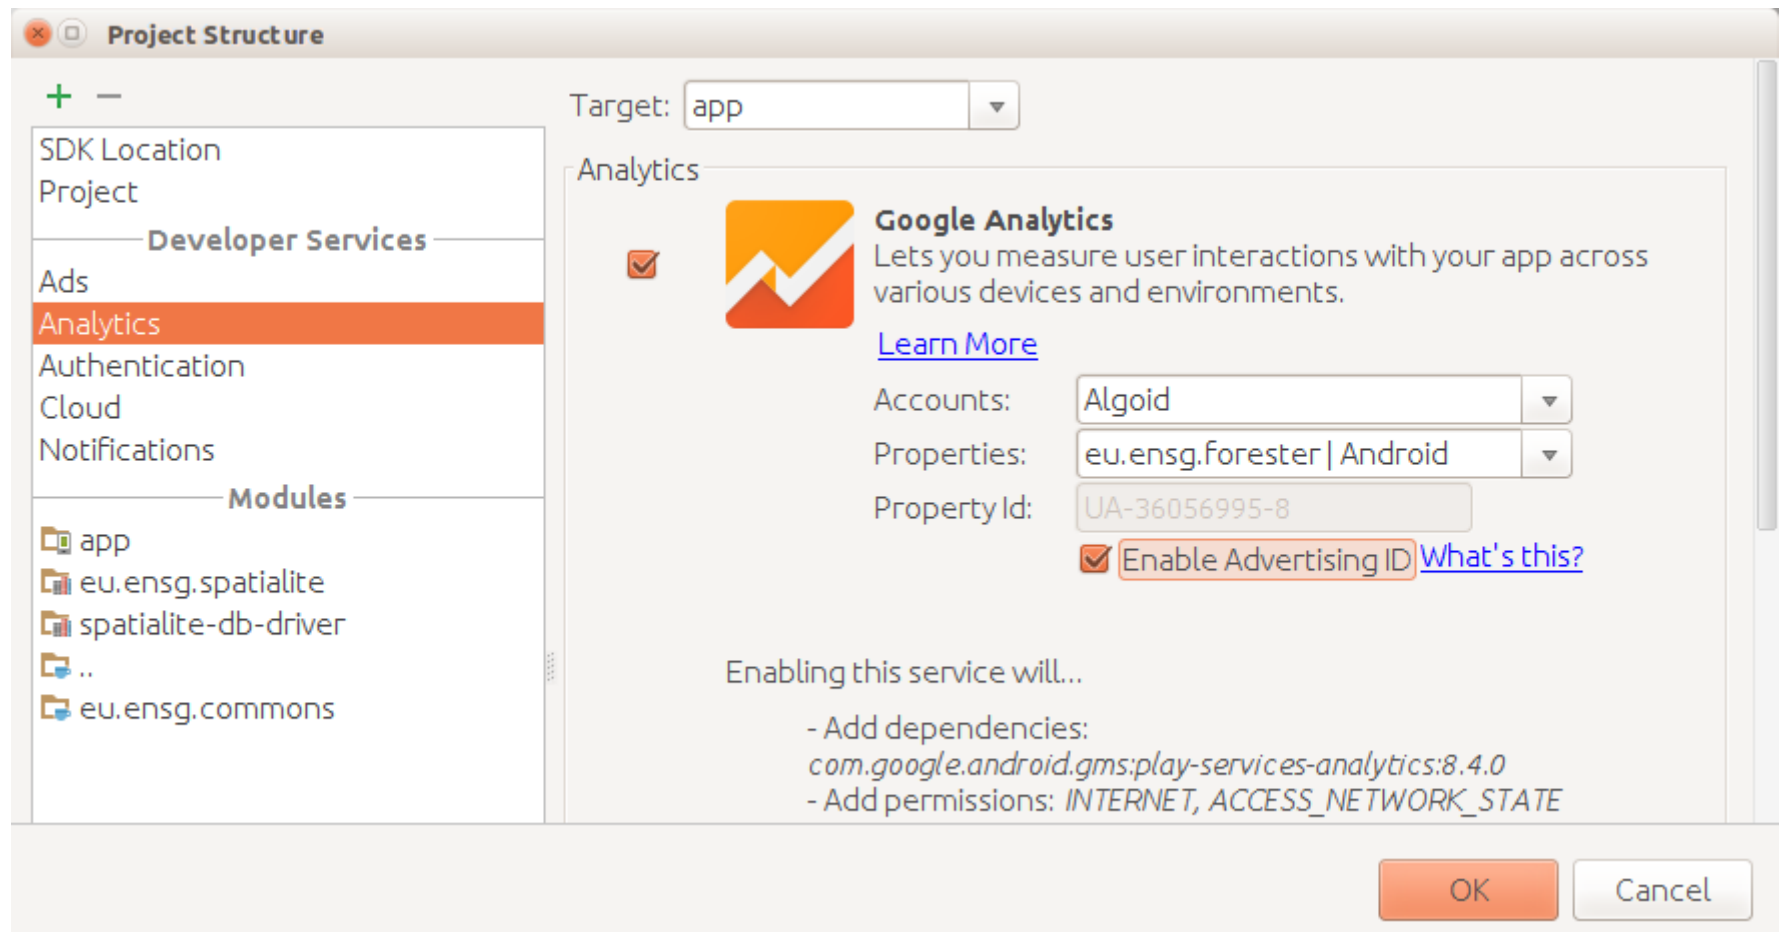 Project Structure
Target: app
SDK Location
Project
Developer Services
Ads
Analytics
Authentication
Cloud
Notifications
Modules
app
eu.ensg.spatialite
spatialite-db-driver
..
eu.ensg.commons
Analytics
Google Analytics
Lets you measure user interactions with your app across
various devices and environments.
Learn More
Accounts: Algoid
Properties: eu.ensg.forester | Android
Property Id: UA-36056995-8
Enable Advertising ID What's this?
Enabling this service will...
- Add dependencies:
com.google.android.gms:play-services-analytics:8.4.0
- Add permissions: INTERNET, ACCESS_NETWORK_STATE
OK Cancel